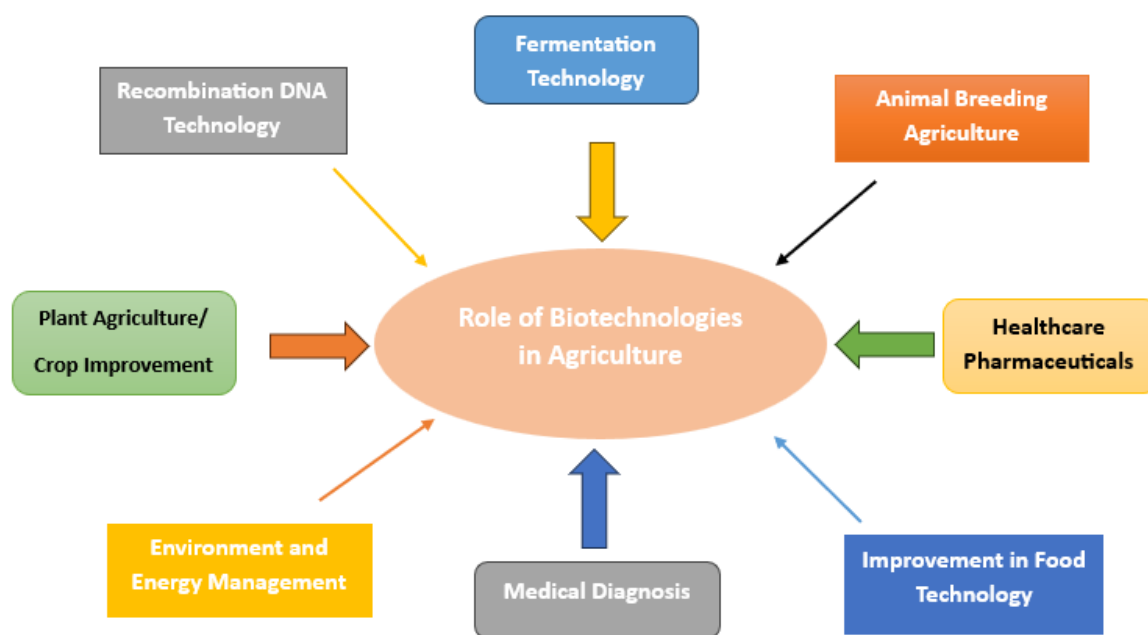 Fermentation
Technology
Recombination DNA
Technology
Animal Breeding
Agriculture
Role of Biotechnologies
in Agriculture
Plant Agriculture/
Crop Improvement
Healthcare
Pharmaceuticals
Environment and
Energy Management
Medical Diagnosis
Improvement in Food
Technology